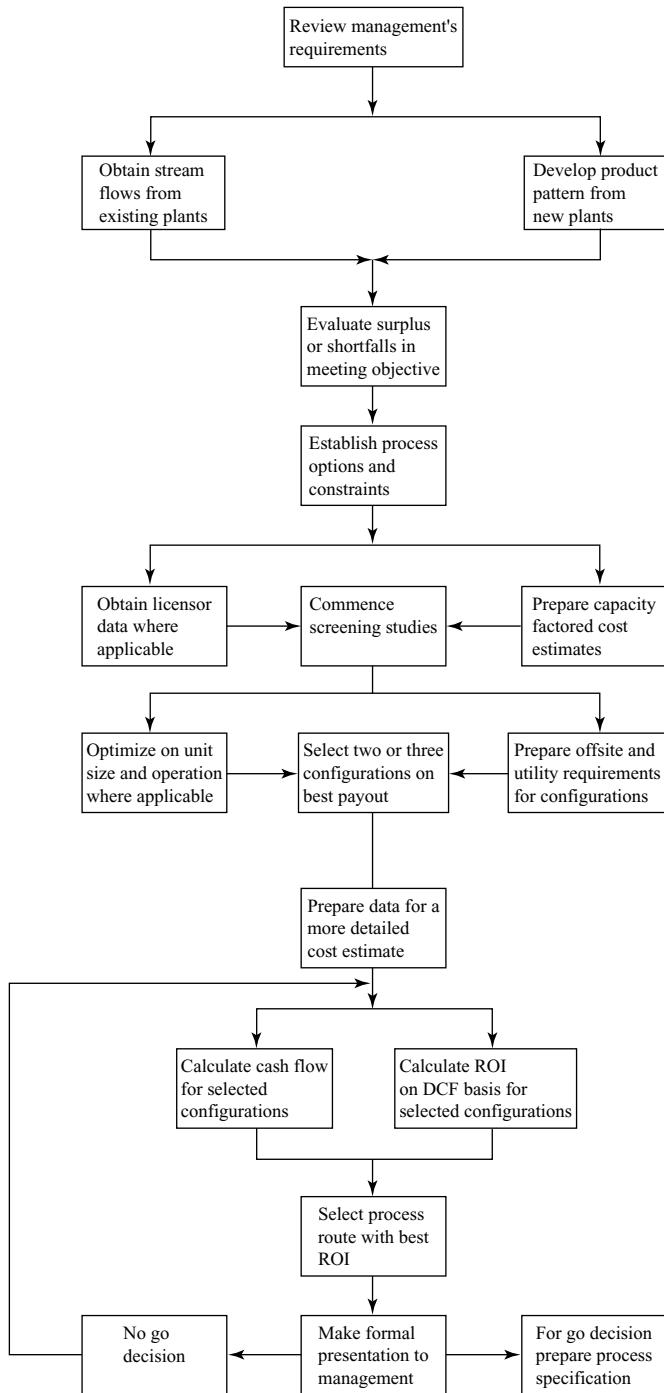 Review management's
requirements
Obtain stream
flows from
existing plants
Develop product
pattern from
new plants
Evaluate surplus
or shortfalls in
meeting objective
Establish process
options and
constraints
Obtain licensor
data where
applicable
Commence
screening studies
Prepare capacity
factored cost
estimates
Optimize on unit
size and operation
where applicable
Select two or three
configurations on
best payout
Prepare offsite and
utility requirements
for configurations
Prepare data for a
more detailed
cost estimate
Calculate cash flow
for selected
configurations
Calculate ROI
on DCF basis for
selected configurations
Select process
route with best
ROI
No go
decision
Make formal
presentation to
management
For go decision
prepare process
specification